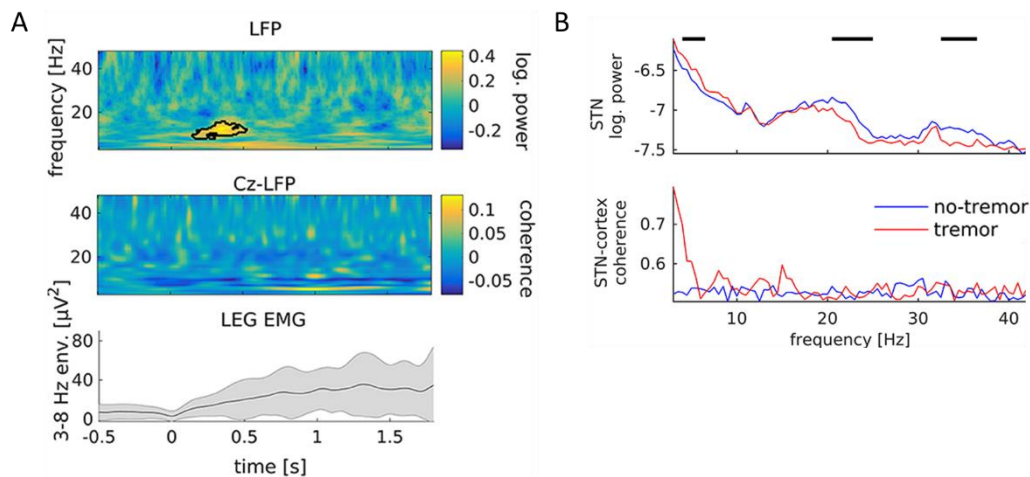 A
LFP
frequency [Hz]
40
20
0.4
0.2
0
-0.2
log. power
Cz-LFP
40
20
0.1
0.05
0
-0.05
coherence
LEG EMG
3-8 Hz env. [µV²]
80
40
0
-0.5
0
0.5
1
1.5
time [s]
B
STN
log. power
-6.5
-7
-7.5
STN-cortex
coherence
0.7
0.6
no-tremor
tremor
10
20
30
40
frequency [Hz]